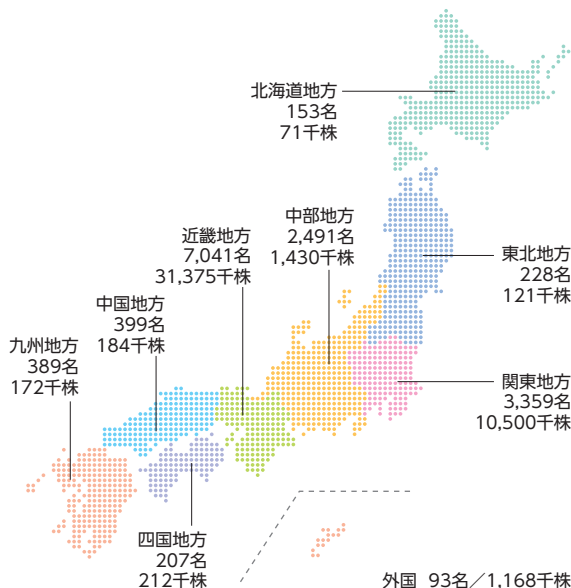 北海道地方
153名
71千株
中部地方
2,491名
1,430千株
近畿地方
7,041名
31,375千株
東北地方
228名
121千株
中国地方
399名
184千株
九州地方
389名
172千株
関東地方
3,359名
10,500千株
四国地方
207名
212千株
外国 93名／1,168千株